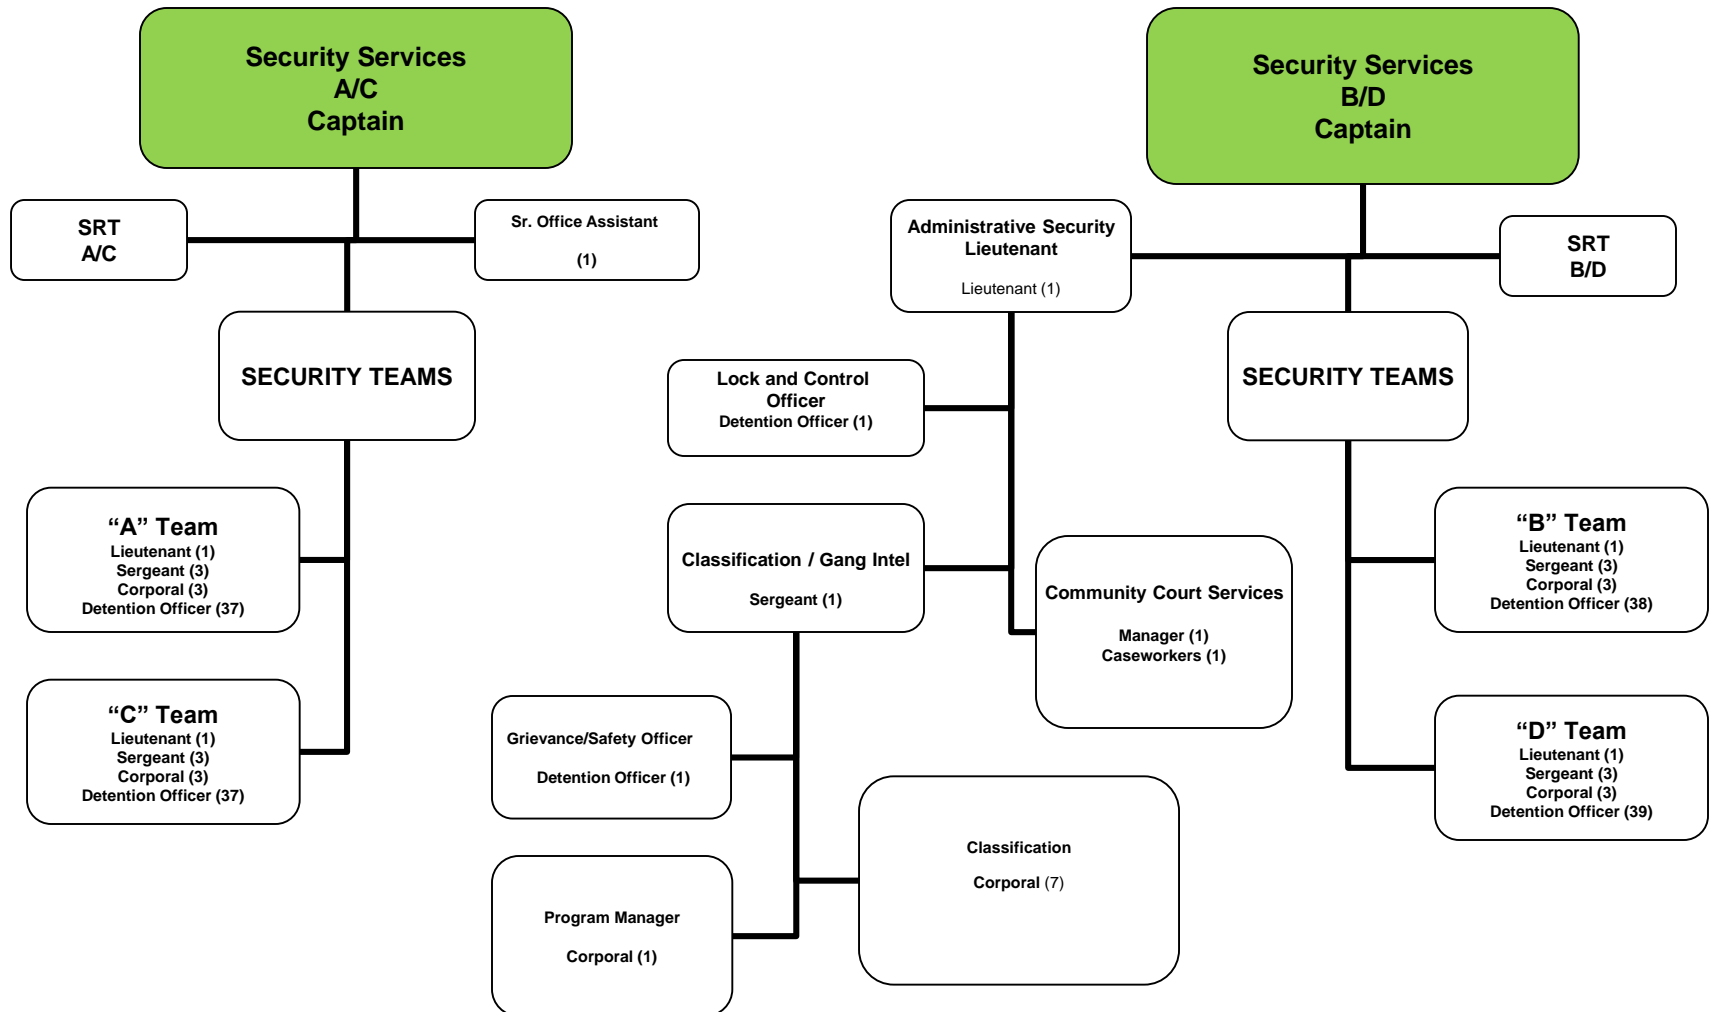 Security Services
A/C
Captain
Security Services
B/D
Captain
SRT
A/C
Sr. Office Assistant
(1)
Administrative Security
Lieutenant
Lieutenant (1)
SRT
B/D
SECURITY TEAMS
SECURITY TEAMS
Lock and Control
Officer
Detention Officer (1)
“A” Team
Lieutenant (1)
Sergeant (3)
Corporal (3)
Detention Officer (37)
Classification / Gang Intel
Sergeant (1)
Community Court Services
Manager (1)
Caseworkers (1)
“B” Team
Lieutenant (1)
Sergeant (3)
Corporal (3)
Detention Officer (38)
“C” Team
Lieutenant (1)
Sergeant (3)
Corporal (3)
Detention Officer (37)
Grievance/Safety Officer
Detention Officer (1)
“D” Team
Lieutenant (1)
Sergeant (3)
Corporal (3)
Detention Officer (39)
Classification
Corporal (7)
Program Manager
Corporal (1)